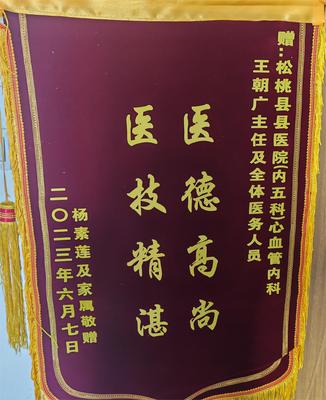 赠:松桃县县医院(内五科)心血管内科
王朝广主任及全体医务人员
医德高尚
医技精湛
杨素莲及家属敬赠
二〇二三年六月七日